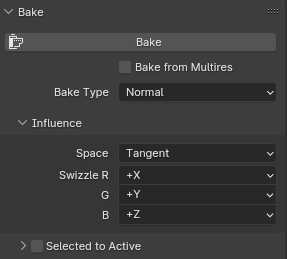 Bake
Bake
Bake from Multires
Bake Type Normal
Influence
Space Tangent
Swizzle R +X
G +Y
B +Z
Selected to Active